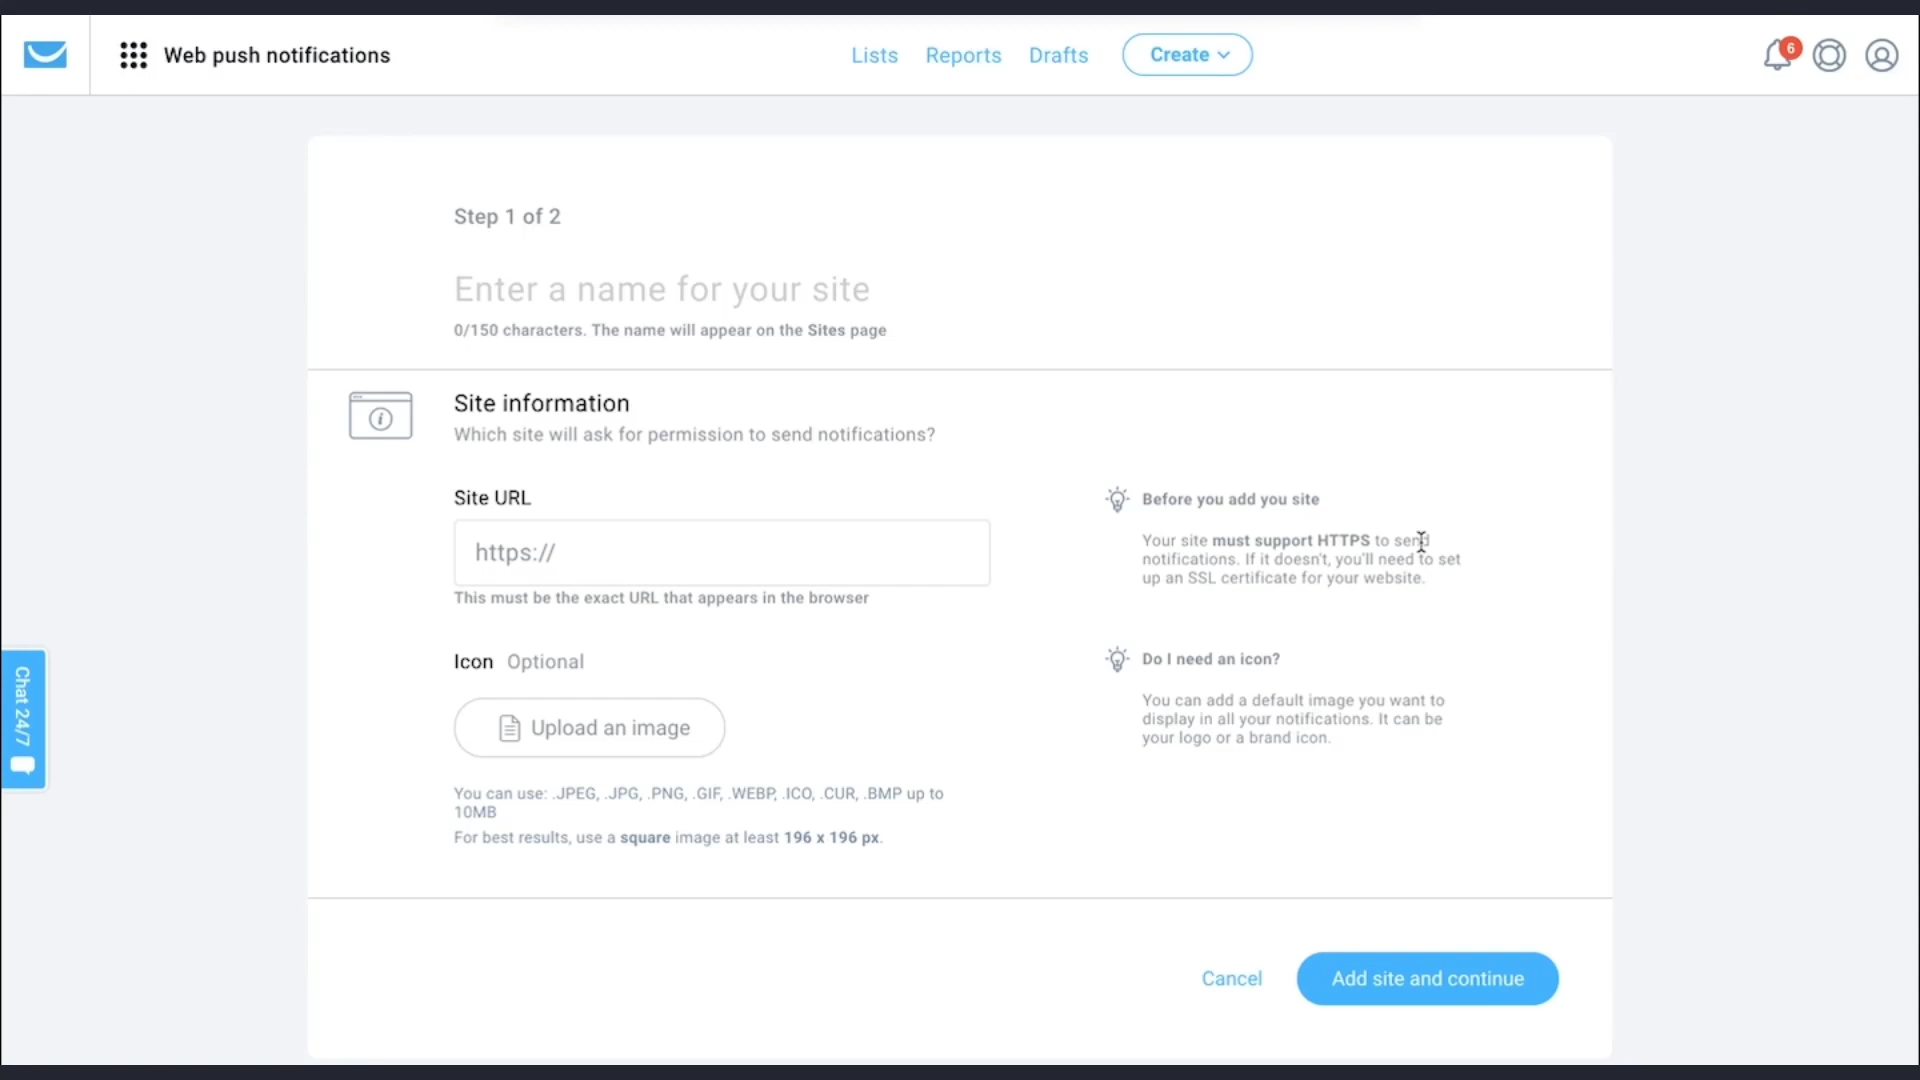 Web push notifications
Lists
Reports
Drafts
Create
6
Step 1 of 2
Enter a name for your site
0/150 characters. The name will appear on the Sites page
Site information
Which site will ask for permission to send notifications?
Site URL
https://
This must be the exact URL that appears in the browser
Before you add you site
Your site must support HTTPS to send
notifications. If it doesn't, you'll need to set
up an SSL certificate for your website.
Icon Optional
Upload an image
You can use: .JPEG, .JPG, .PNG, .GIF, .WEBP, .ICO, .CUR, .BMP up to
10MB
For best results, use a square image at least 196 x 196 px.
Do I need an icon?
You can add a default image you want to
display in all your notifications. It can be
your logo or a brand icon.
Chat 24/7
Cancel
Add site and continue